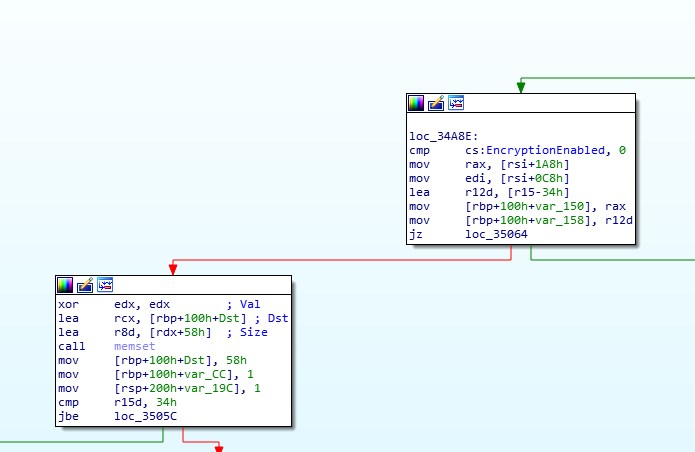 loc_34A8E:
cmp cs:EncryptionEnabled, 0
mov rax, [rsi+1A8h]
mov edi, [rsi+0C8h]
lea r12d, [r15-34h]
mov [rbp+100h+var_150], rax
mov [rbp+100h+var_158], r12d
jz loc_35064
xor edx, edx ; Val
lea rcx, [rbp+100h+Dst] ; Dst
lea r8d, [rdx+58h] ; Size
call memset
mov [rbp+100h+Dst], 58h
mov [rbp+100h+var_CC], 1
mov [rsp+200h+var_19C], 1
cmp r15d, 34h
jbe loc_3505C